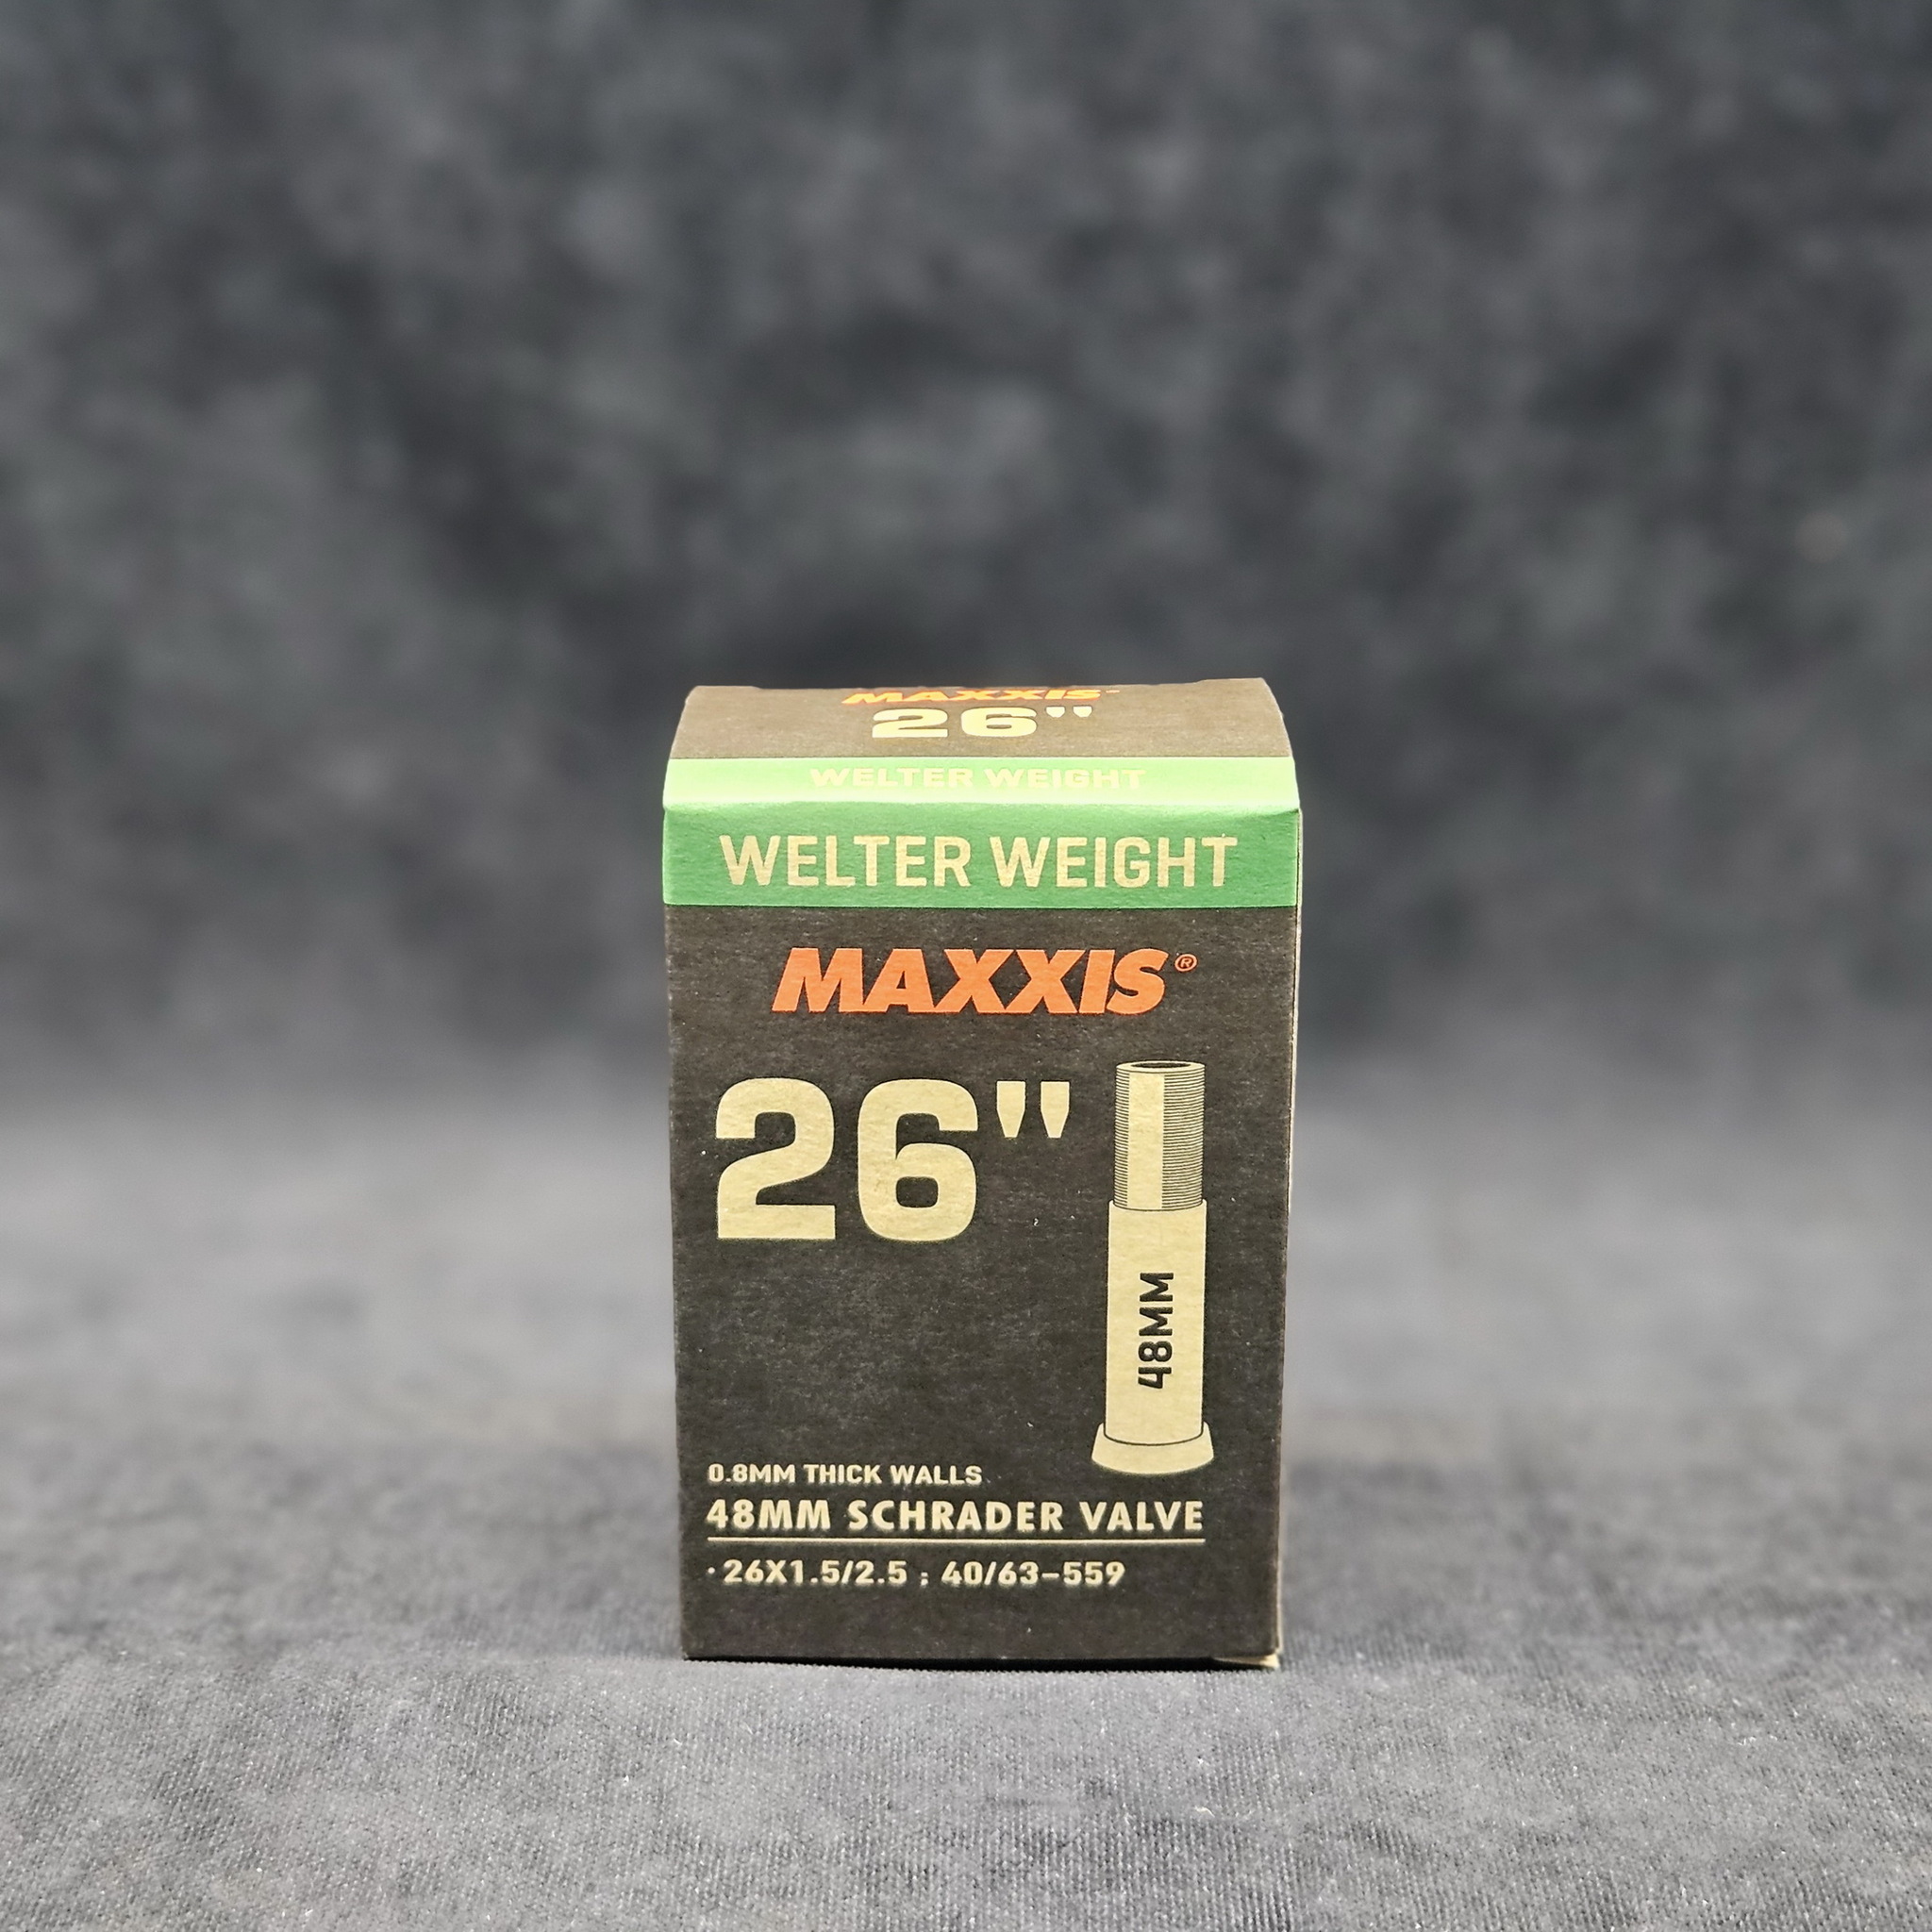 MAXXIS
26"
WELTER WEIGHT
WELTER WEIGHT
MAXXIS®
26"
48MM
0.8MM THICK WALLS
48MM SCHRADER VALVE
·26X1.5/2.5 ; 40/63-559